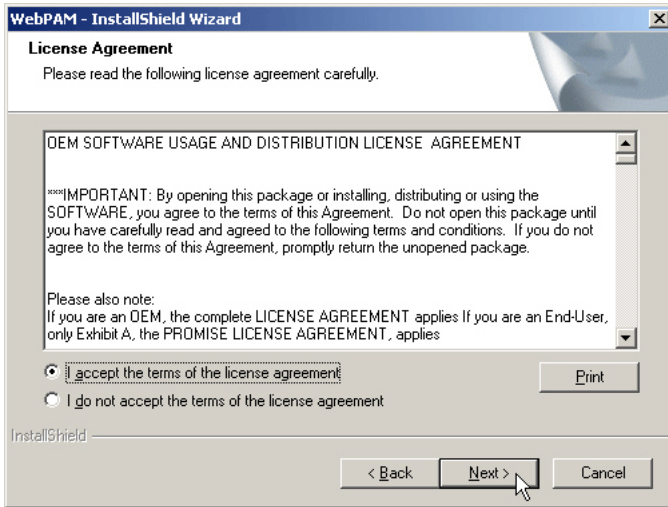 WebPAM - InstallShield Wizard
License Agreement
Please read the following license agreement carefully.
OEM SOFTWARE USAGE AND DISTRIBUTION LICENSE  AGREEMENT
***IMPORTANT: By opening this package or installing, distributing or using the
SOFTWARE, you agree to the terms of this Agreement.  Do not open this package until
you have carefully read and agreed to the following terms and conditions.  If you do not
agree to the terms of this Agreement, promptly return the unopened package.
Please also note:
If you are an OEM, the complete LICENSE AGREEMENT applies If you are an End-User,
only Exhibit A, the PROMISE LICENSE AGREEMENT, applies
I accept the terms of the license agreement
Print
I do not accept the terms of the license agreement
InstallShield
< Back
Next >
Cancel